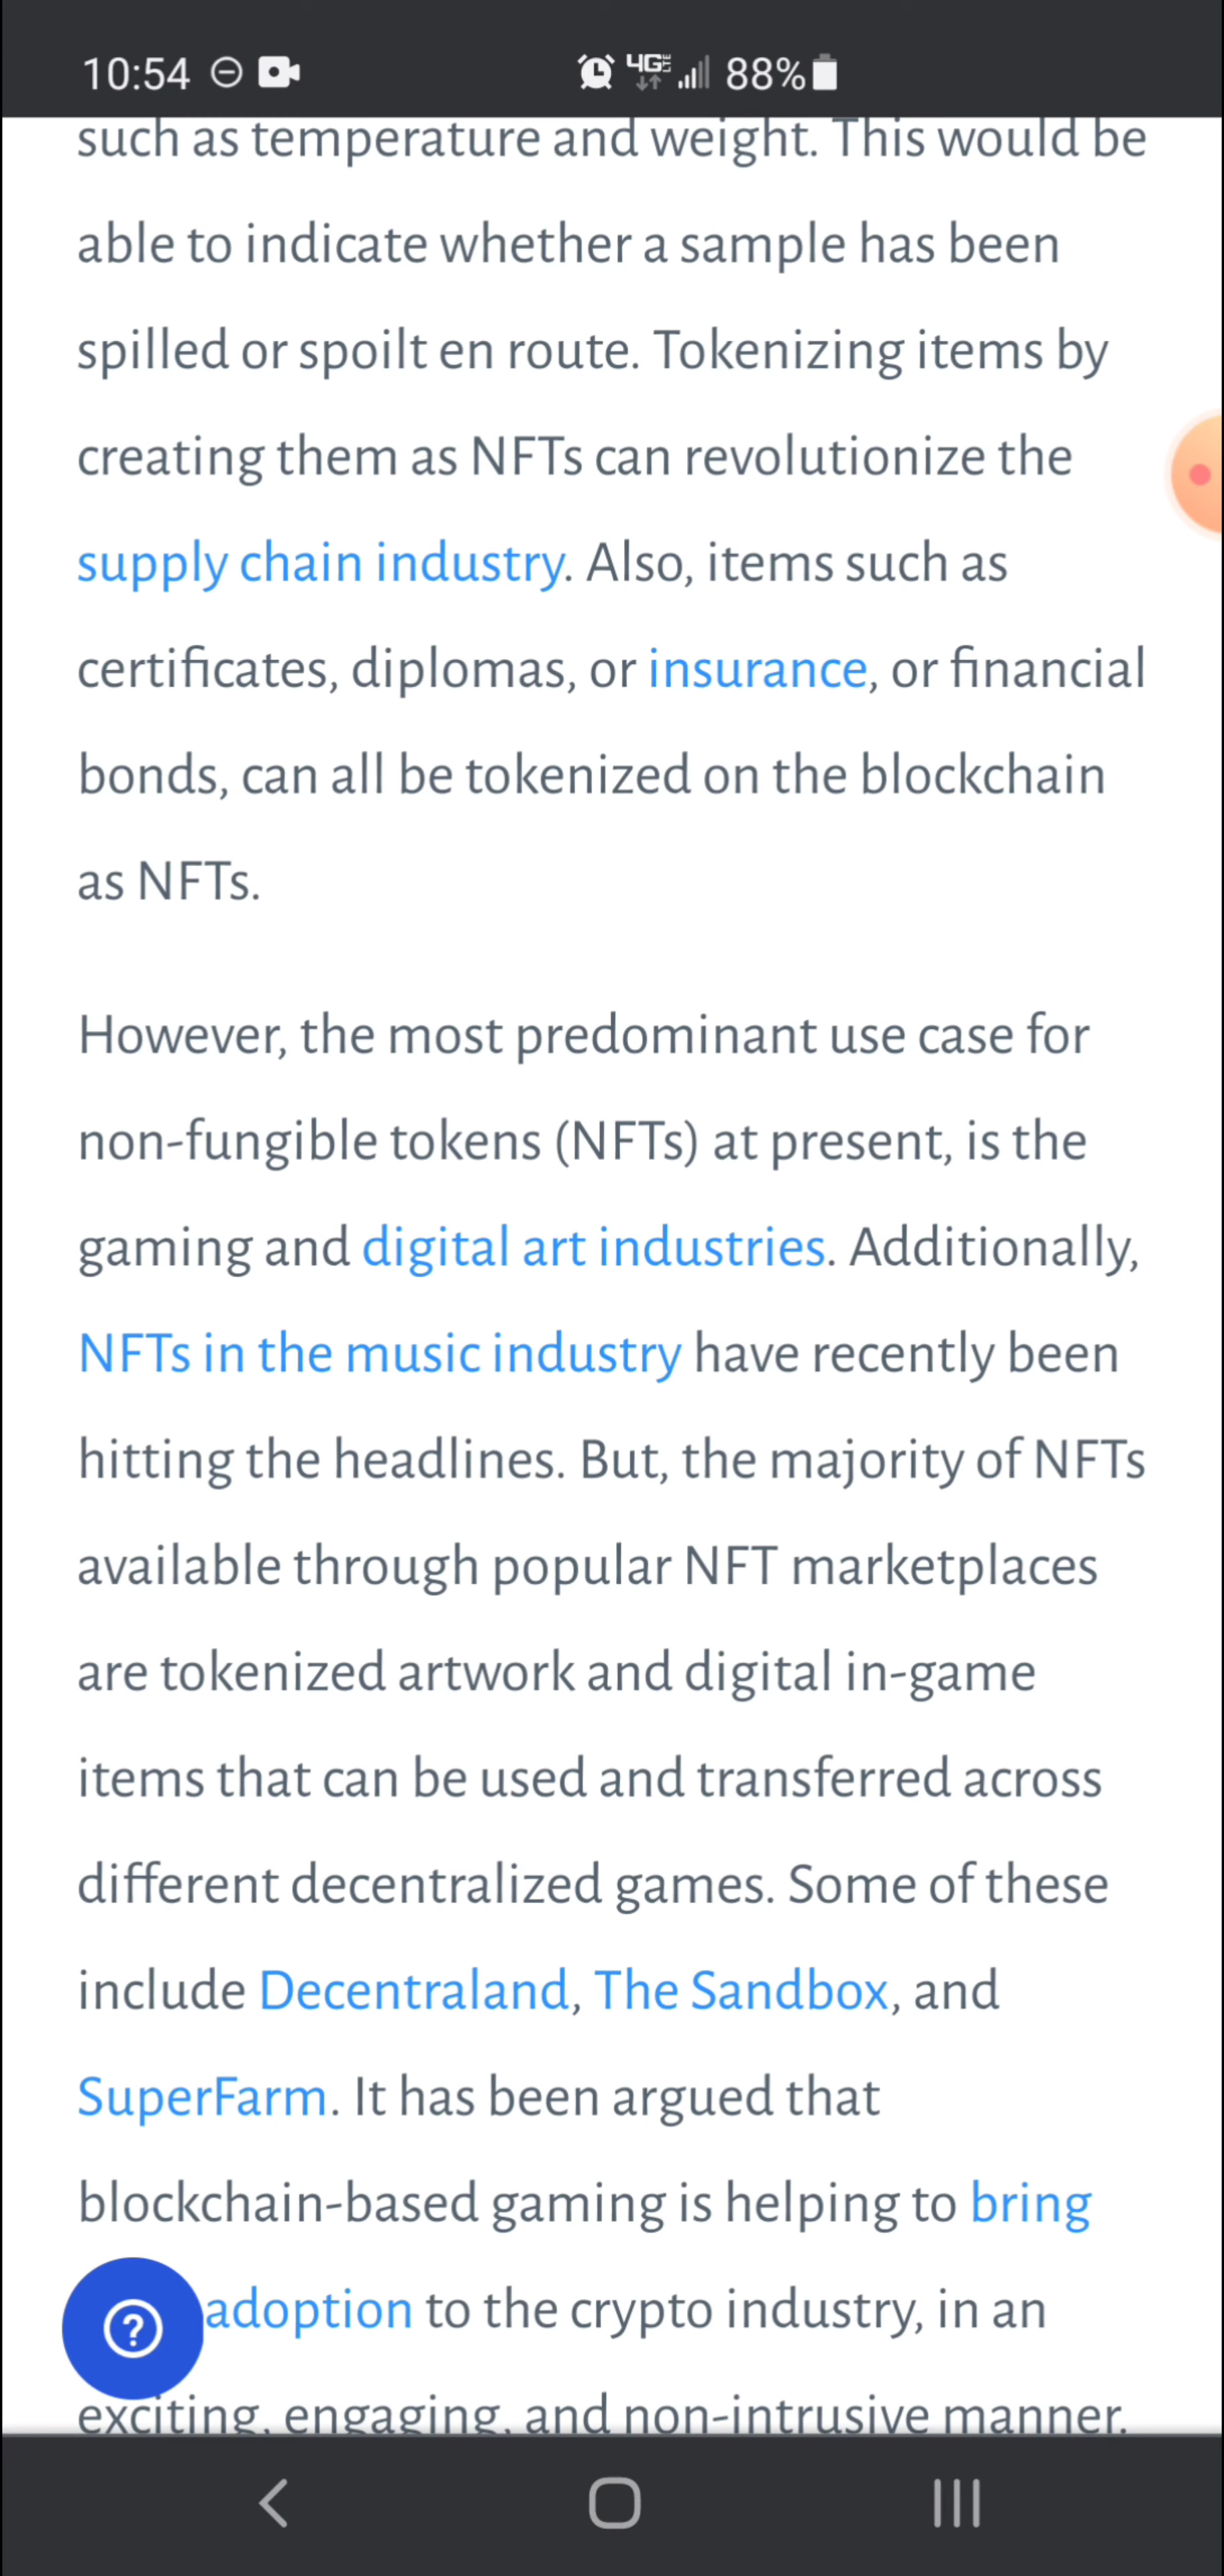 10:54 4G LTE 88%
such as temperature and weight. This would be
able to indicate whether a sample has been
spilled or spoilt en route. Tokenizing items by
creating them as NFTs can revolutionize the
supply chain industry. Also, items such as
certificates, diplomas, or insurance, or financial
bonds, can all be tokenized on the blockchain
as NFTs.
However, the most predominant use case for
non-fungible tokens (NFTs) at present, is the
gaming and digital art industries. Additionally,
NFTs in the music industry have recently been
hitting the headlines. But, the majority of NFTs
available through popular NFT marketplaces
are tokenized artwork and digital in-game
items that can be used and transferred across
different decentralized games. Some of these
include Decentraland, The Sandbox, and
SuperFarm. It has been argued that
blockchain-based gaming is helping to bring
adoption to the crypto industry, in an
exciting, engaging, and non-intrusive manner.